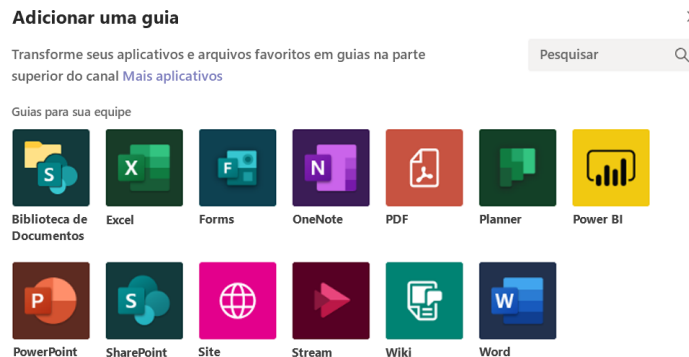 Adicionar uma guia
Transforme seus aplicativos e arquivos favoritos em guias na parte
superior do canal Mais aplicativos
Pesquisar
Guias para sua equipe
S
X
F
N
Biblioteca de
Documentos
Excel
Forms
OneNote
PDF
Planner
Power BI
P
S
W
PowerPoint
SharePoint
Site
Stream
Wiki
Word